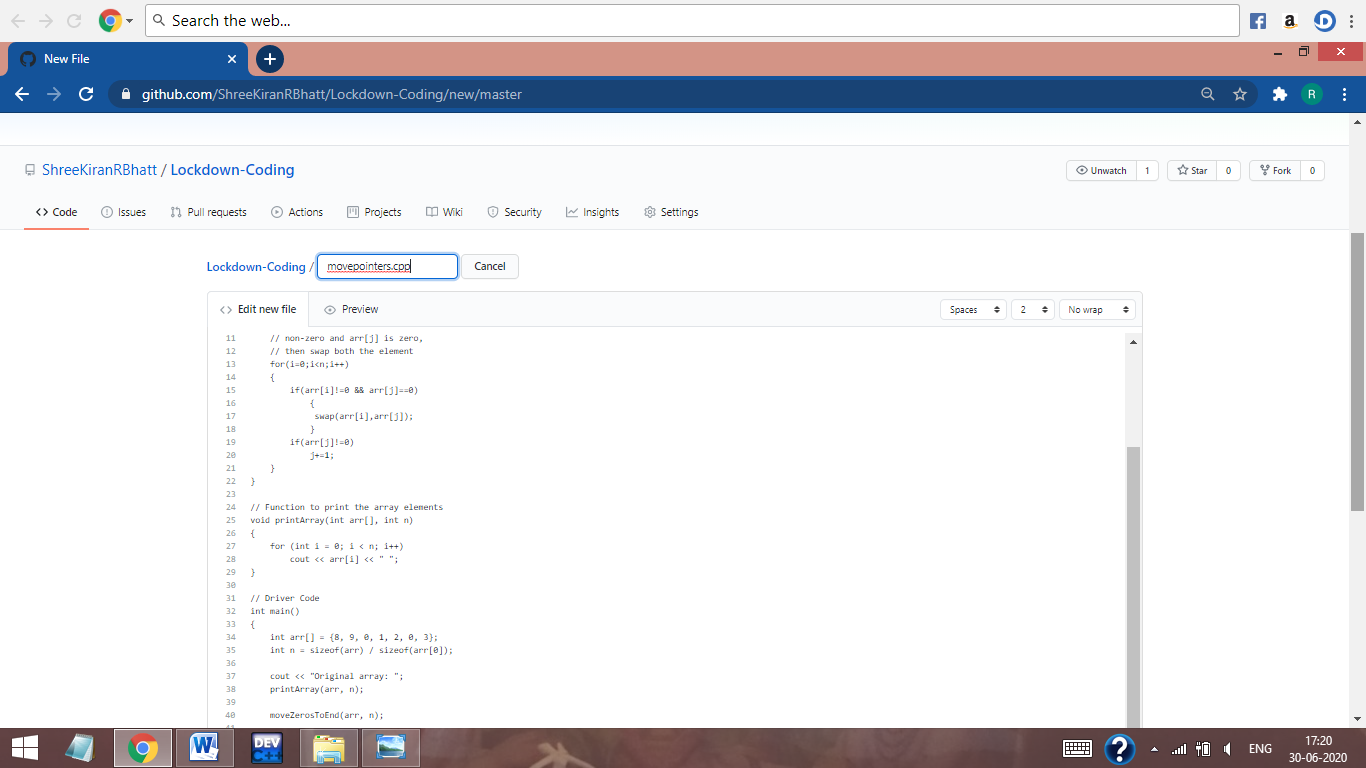 Search the web...
New File
github.com/ShreeKiranRBhatt/Lockdown-Coding/new/master
R
ShreeKiranRBhatt / Lockdown-Coding
Unwatch 1 Star 0 Fork 0
Code Issues Pull requests Actions Projects Wiki Security Insights Settings
Lockdown-Coding / movepointers.cpp Cancel
Edit new file Preview Spaces 2 No wrap
11 // non-zero and arr[j] is zero,
12 // then swap both the element
13 for(i=0;i<n;i++)
14 {
15 if(arr[i]!=0 && arr[j]==0)
16 {
17 swap(arr[i],arr[j]);
18 }
19 if(arr[j]!=0)
20 j+=1;
21 }
22 }
23
24 // Function to print the array elements
25 void printArray(int arr[], int n)
26 {
27 for (int i = 0; i < n; i++)
28 cout << arr[i] << " ";
29 }
30
31 // Driver Code
32 int main()
33 {
34 int arr[] = {8, 9, 0, 1, 2, 0, 3};
35 int n = sizeof(arr) / sizeof(arr[0]);
36
37 cout << "Original array: ";
38 printArray(arr, n);
39
40 moveZerosToEnd(arr, n);
DEV C++
ENG
17:20
30-06-2020